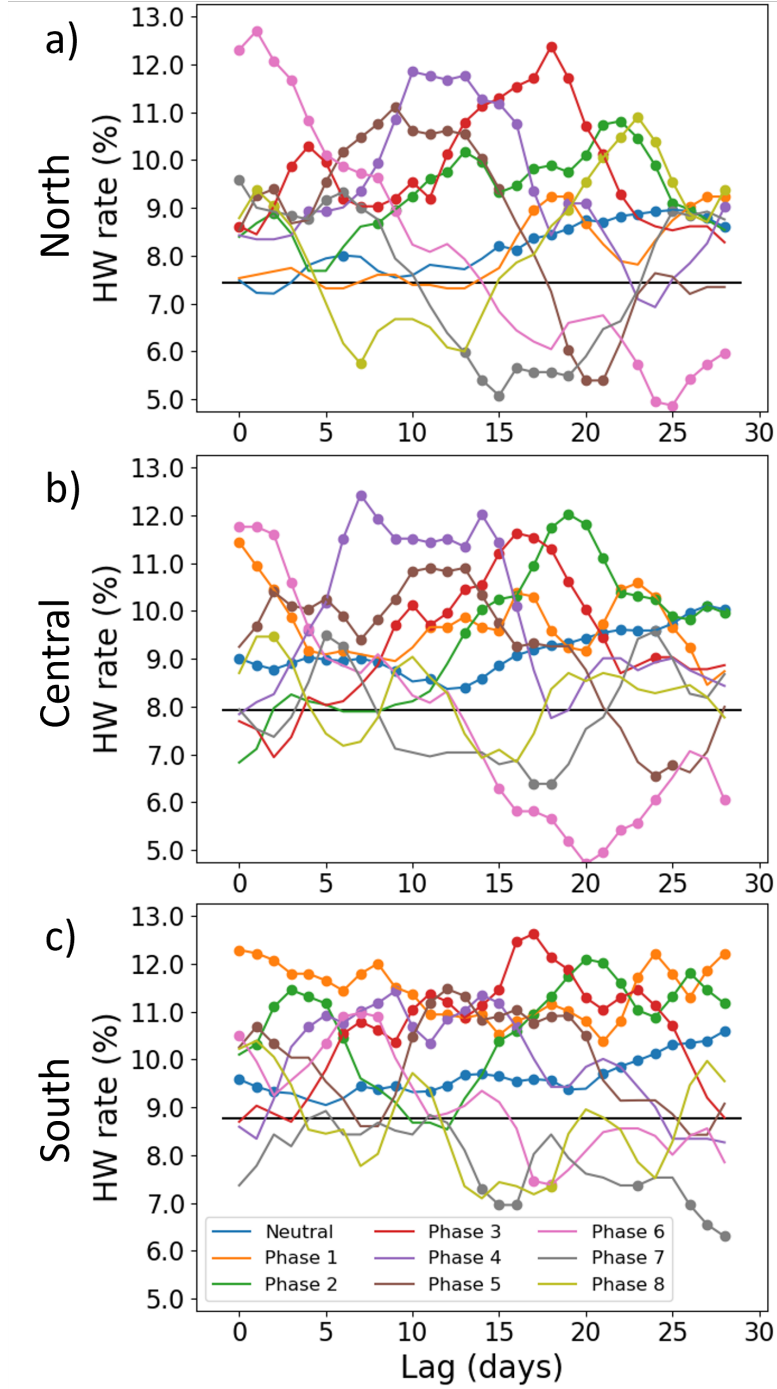 a)
North
HW rate (%)
13.0
12.0
11.0
10.0
9.0
8.0
7.0
6.0
5.0
0 5 10 15 20 25 30
b)
Central
HW rate (%)
13.0
12.0
11.0
10.0
9.0
8.0
7.0
6.0
5.0
0 5 10 15 20 25 30
c)
South
HW rate (%)
13.0
12.0
11.0
10.0
9.0
8.0
7.0
6.0
5.0
Neutral Phase 3 Phase 6
Phase 1 Phase 4 Phase 7
Phase 2 Phase 5 Phase 8
0 5 10 15 20 25 30
Lag (days)